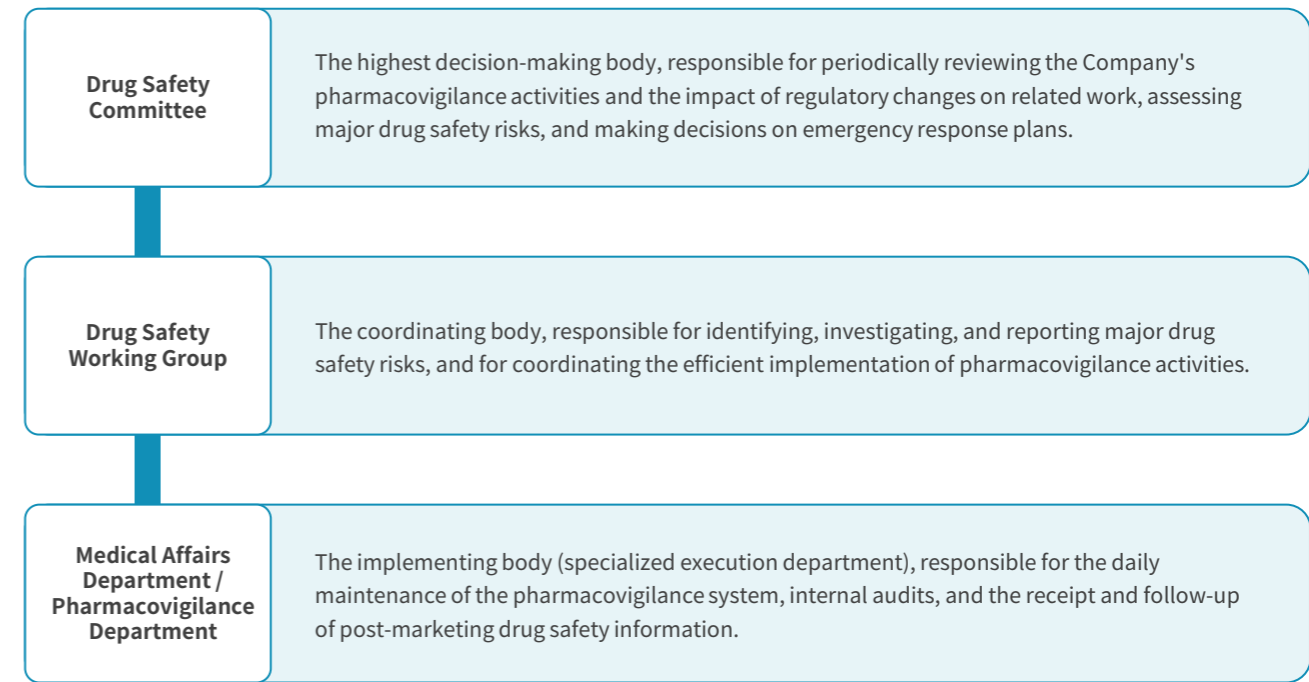 Drug Safety
Committee
The highest decision-making body, responsible for periodically reviewing the Company's
pharmacovigilance activities and the impact of regulatory changes on related work, assessing
major drug safety risks, and making decisions on emergency response plans.
Drug Safety
Working Group
The coordinating body, responsible for identifying, investigating, and reporting major drug
safety risks, and for coordinating the efficient implementation of pharmacovigilance activities.
Medical Affairs
Department /
Pharmacovigilance
Department
The implementing body (specialized execution department), responsible for the daily
maintenance of the pharmacovigilance system, internal audits, and the receipt and follow-up
of post-marketing drug safety information.